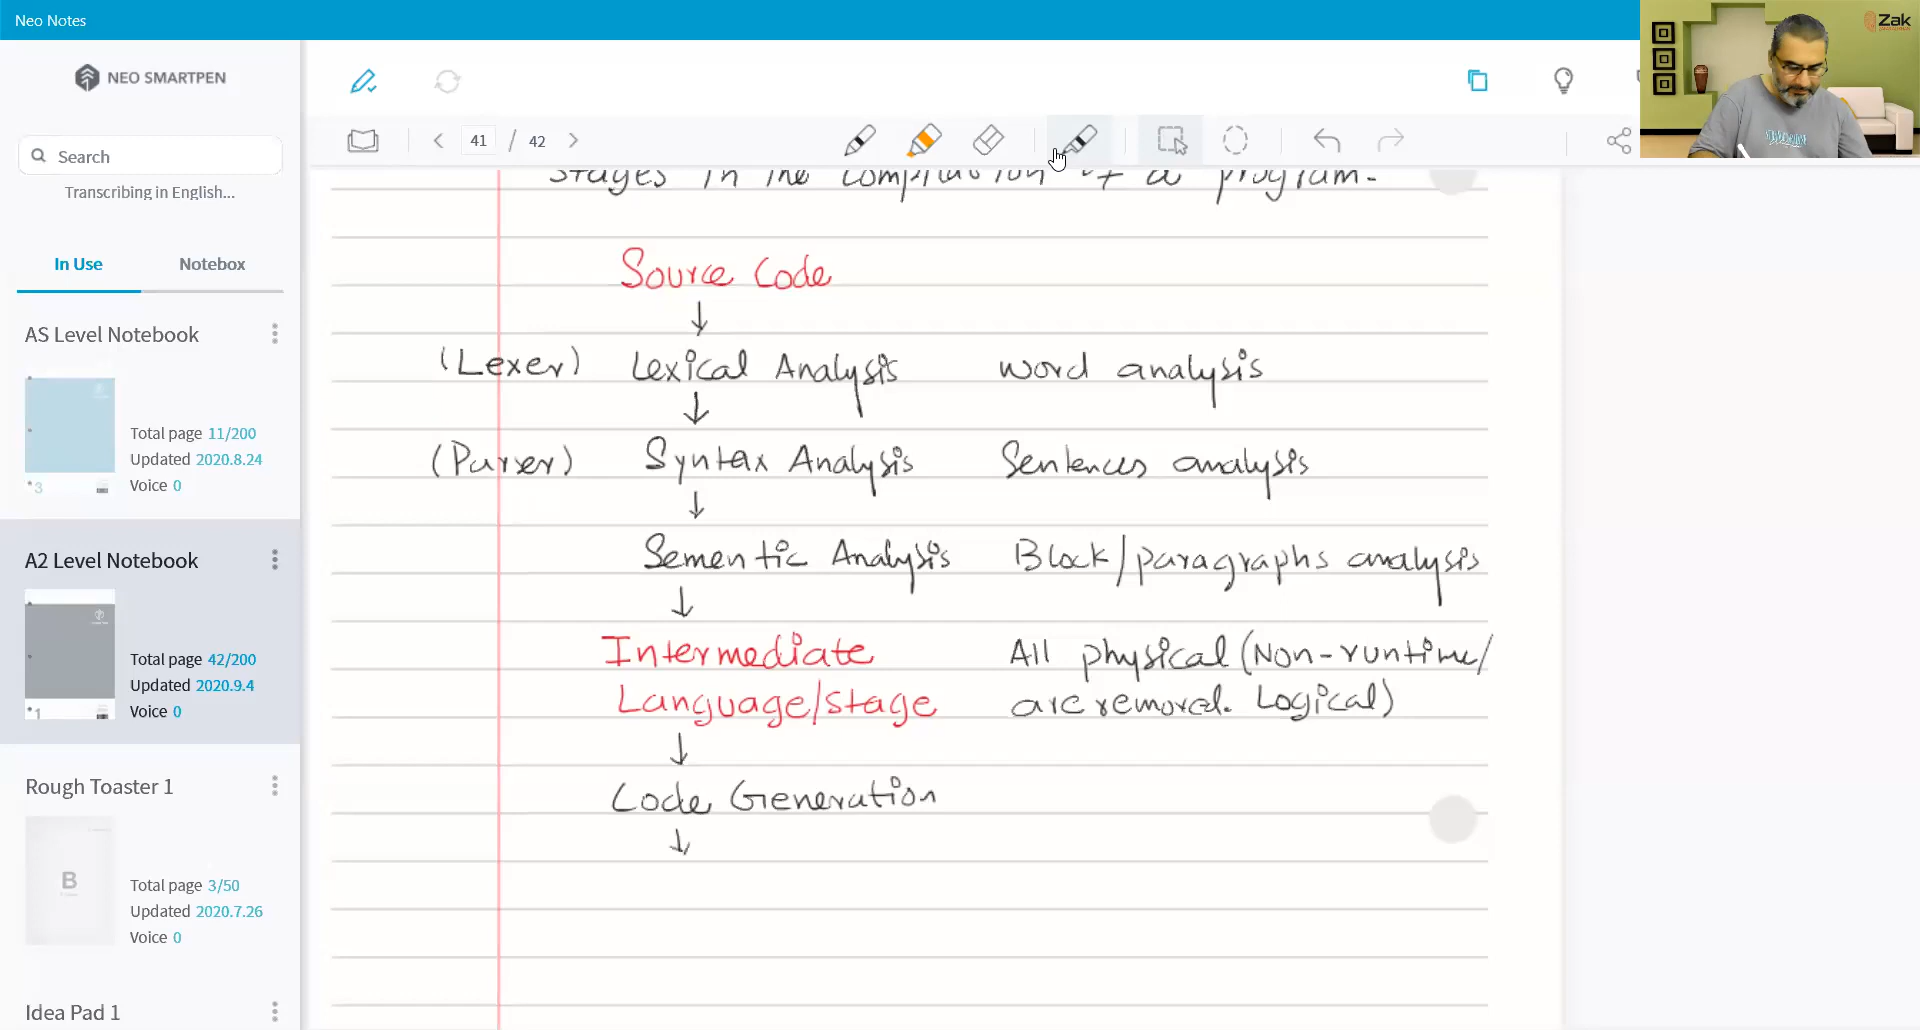 Neo Notes
NEO SMARTPEN
Search
Transcribing in English...
In Use
Notebox
AS Level Notebook
Total page 11/200
Updated 2020.8.24
Voice 0
3
A2 Level Notebook
Total page 42/200
Updated 2020.9.4
Voice 0
1
Rough Toaster 1
B
Total page 3/50
Updated 2020.7.26
Voice 0
Idea Pad 1
41 / 42
Zak
stages in the compilation of a program.
Source Code
↓
(Lexer) Lexical Analysis word analysis
↓
(Parser) Syntax Analysis Sentences analysis
↓
Sementic Analysis Block/paragraphs analysis
↓
Intermediate All physical (Non-runtime/
Language/stage are removed. Logical)
↓
Code Generation
↓